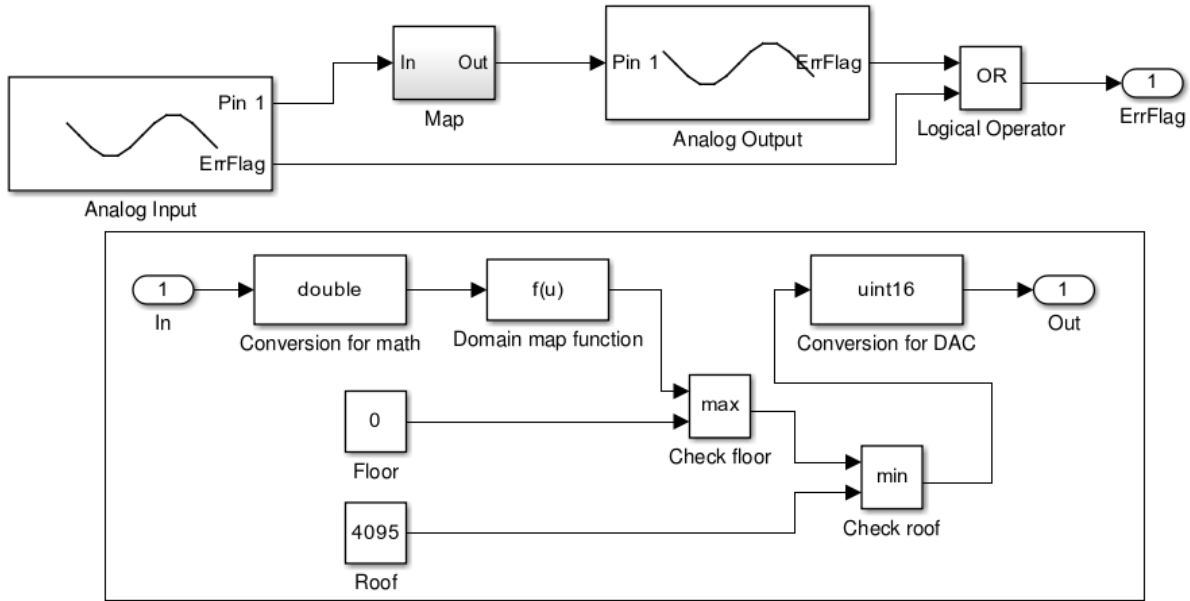 In
Out
Map
Pin 1
ErrFlag
Analog Output
OR
Logical Operator
1
ErrFlag
Pin 1
ErrFlag
Analog Input
1
In
double
Conversion for math
f(u)
Domain map function
uint16
Conversion for DAC
1
Out
0
Floor
max
Check floor
min
Check roof
4095
Roof